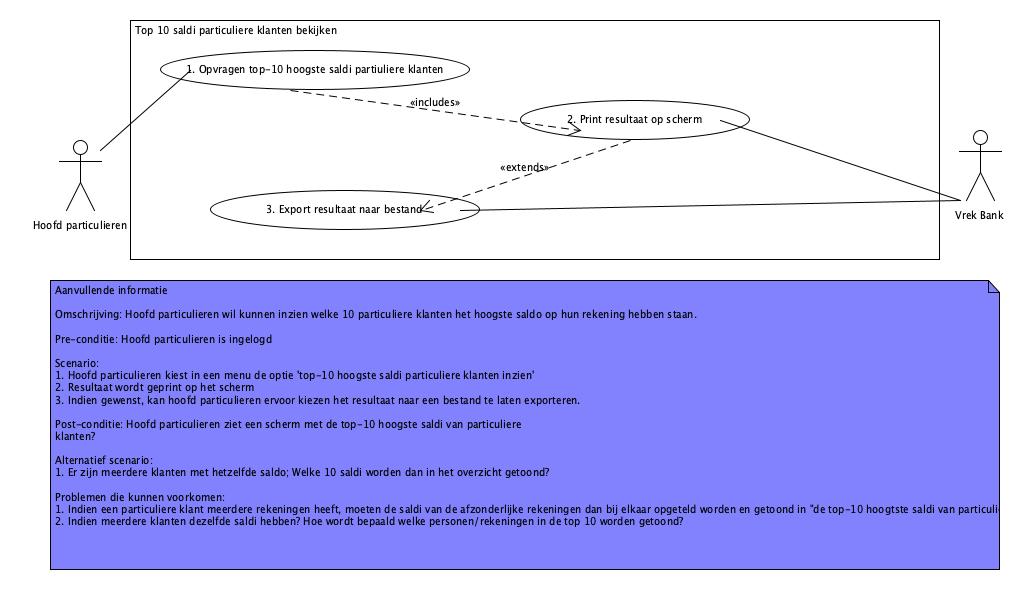 Top 10 saldi particuliere klanten bekijken
1. Opvragen top-10 hoogste saldi partiuliere klanten
«includes»
2. Print resultaat op scherm
«extends»
3. Export resultaat naar bestand
Hoofd particulieren
Vrek Bank
Aanvullende informatie
Omschrijving: Hoofd particulieren wil kunnen inzien welke 10 particuliere klanten het hoogste saldo op hun rekening hebben staan.
Pre-conditie: Hoofd particulieren is ingelogd
Scenario:
1. Hoofd particulieren kiest in een menu de optie 'top-10 hoogste saldi particuliere klanten inzien'
2. Resultaat wordt geprint op het scherm
3. Indien gewenst, kan hoofd particulieren ervoor kiezen het resultaat naar een bestand te laten exporteren.
Post-conditie: Hoofd particulieren ziet een scherm met de top-10 hoogste saldi van particuliere
klanten?
Alternatief scenario:
1. Er zijn meerdere klanten met hetzelfde saldo; Welke 10 saldi worden dan in het overzicht getoond?
Problemen die kunnen voorkomen:
1. Indien een particuliere klant meerdere rekeningen heeft, moeten de saldi van de afzonderlijke rekeningen dan bij elkaar opgeteld worden en getoond in "de top-10 hoogtste saldi van particuli
2. Indien meerdere klanten dezelfde saldi hebben? Hoe wordt bepaald welke personen/rekeningen in de top 10 worden getoond?